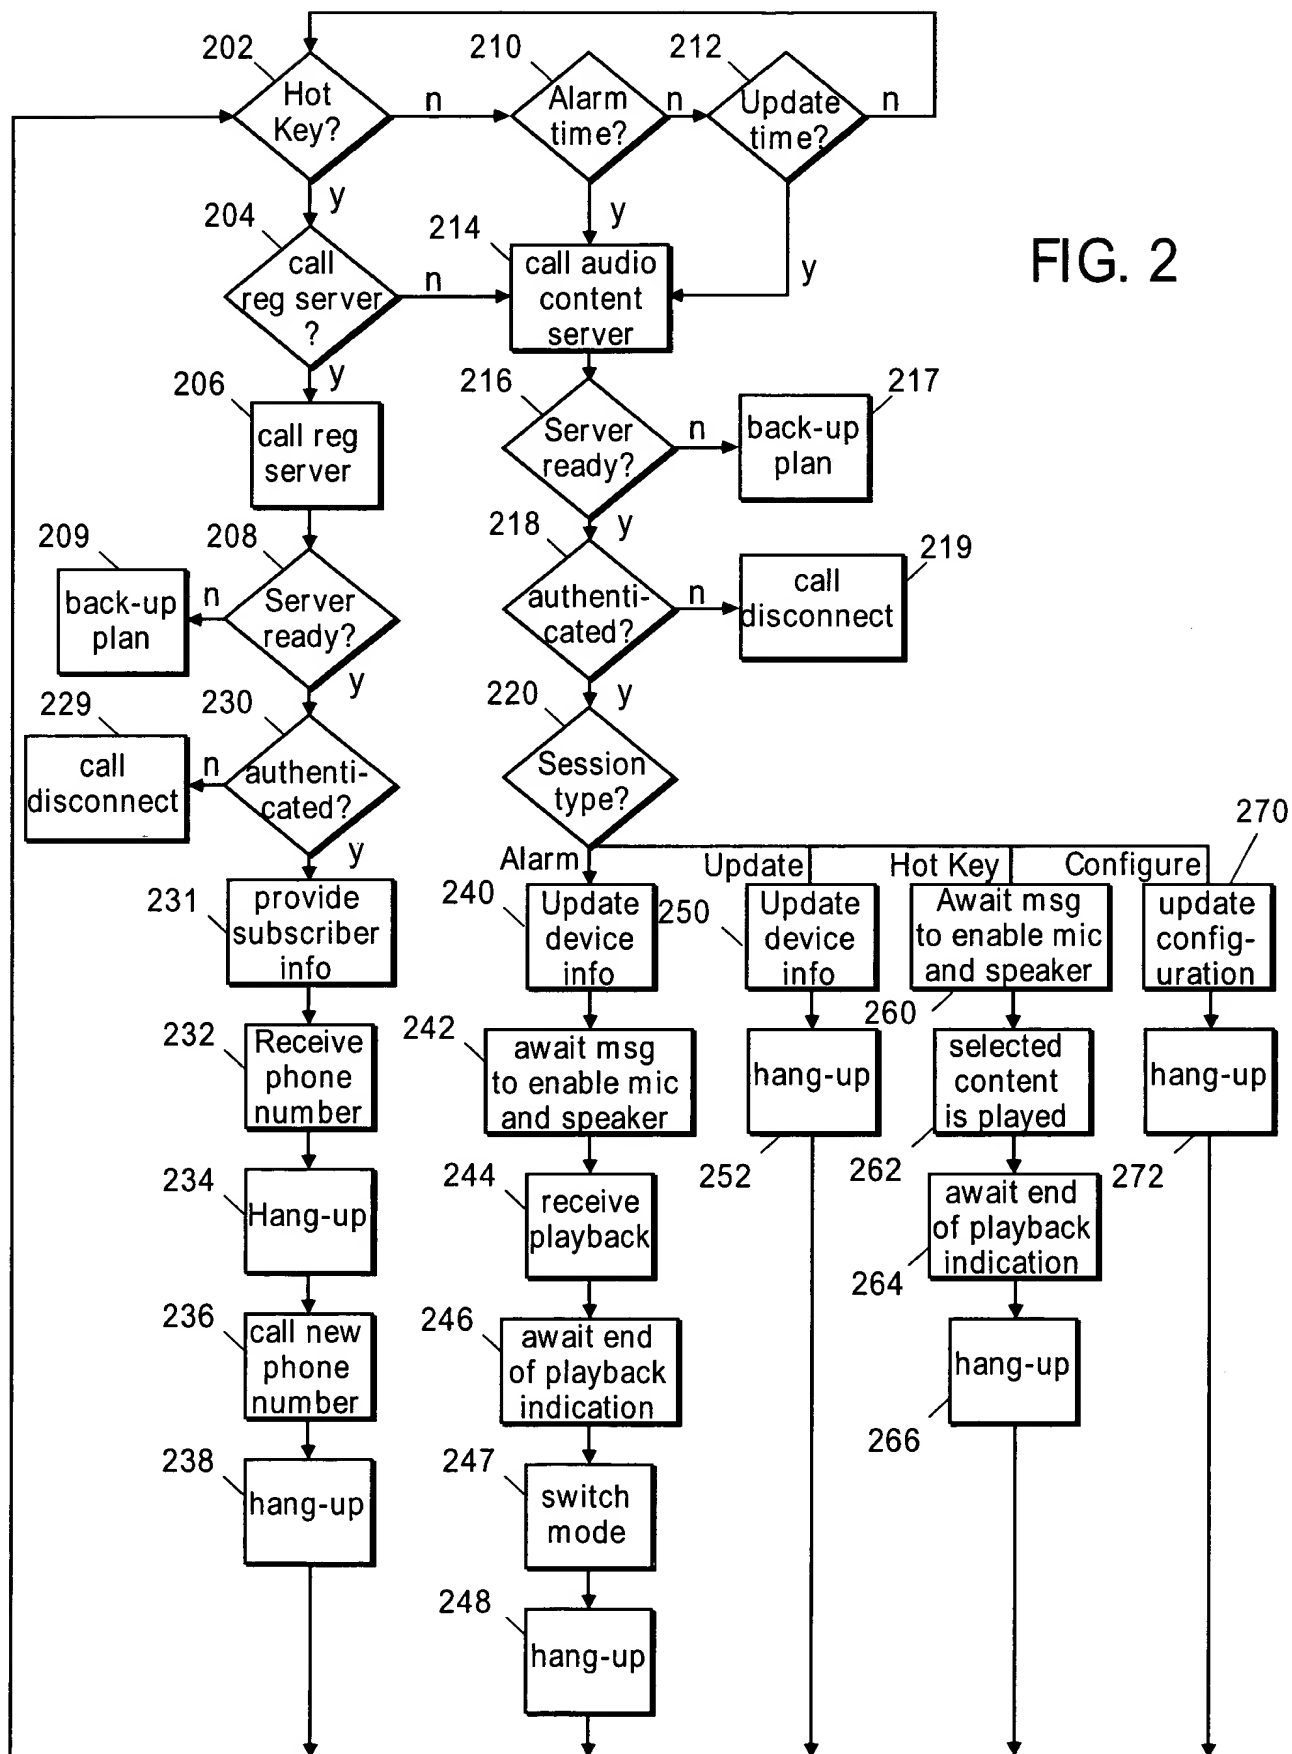 202
Hot
Key?
n
y
210
Alarm
time?
n
y
212
Update
time?
n
y
FIG. 2
204
call
reg server
?
n
y
214
call audio
content
server
206
call reg
server
216
Server
ready?
n
y
217
back-up
plan
209
back-up
plan
208
Server
ready?
n
y
218
authenti-
cated?
n
y
219
call
disconnect
229
call
disconnect
230
authenti-
cated?
n
y
220
Session
type?
Alarm
Update
Hot Key
Configure
231
provide
subscriber
info
240
Update
device
info
250
Update
device
info
260
Await msg
to enable mic
and speaker
270
update
config-
uration
232
Receive
phone
number
242
await msg
to enable mic
and speaker
252
hang-up
262
selected
content
is played
272
hang-up
234
Hang-up
244
receive
playback
264
await end
of playback
indication
236
call new
phone
number
246
await end
of playback
indication
266
hang-up
238
hang-up
247
switch
mode
248
hang-up